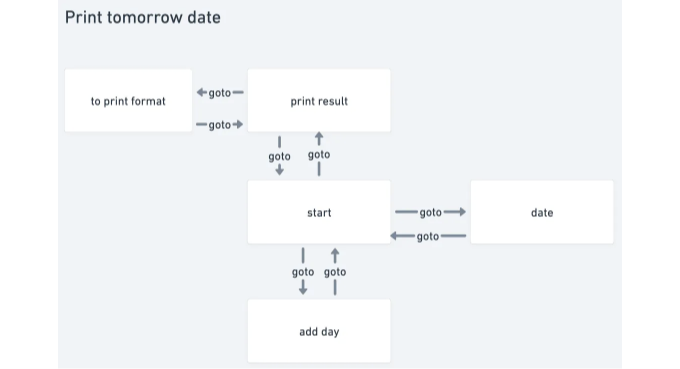 Print tomorrow date
to print format
goto
print result
goto
goto
goto
start
goto
date
goto
goto
goto
add day